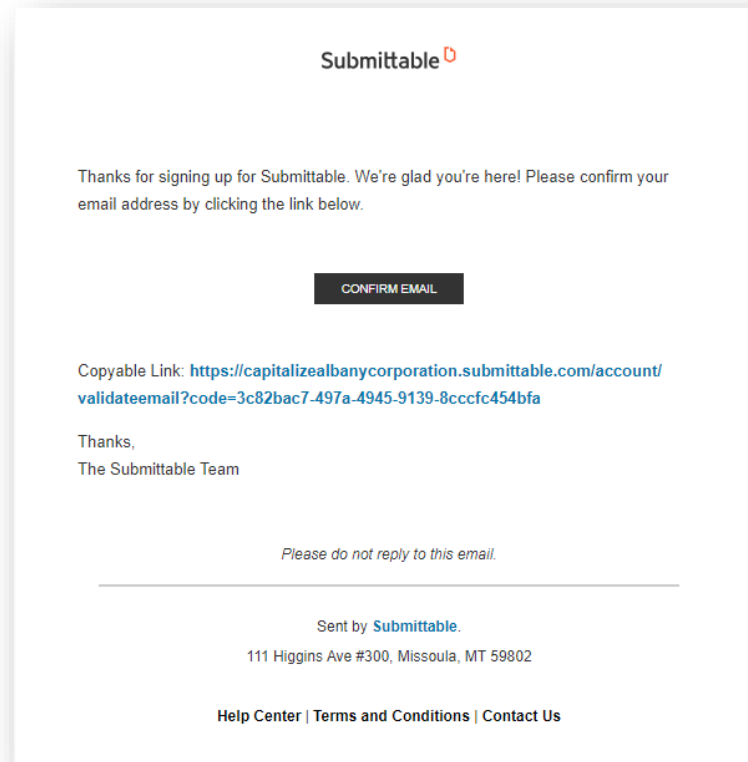 Submittable
Thanks for signing up for Submittable. We're glad you're here! Please confirm your
email address by clicking the link below.
CONFIRM EMAIL
Copyable Link: https://capitalizealbanycorporation.submittable.com/account/
validateemail?code=3c82bac7-497a-4945-9139-8cccfc454bfa
Thanks,
The Submittable Team
Please do not reply to this email.
Sent by Submittable.
111 Higgins Ave #300, Missoula, MT 59802
Help Center | Terms and Conditions | Contact Us